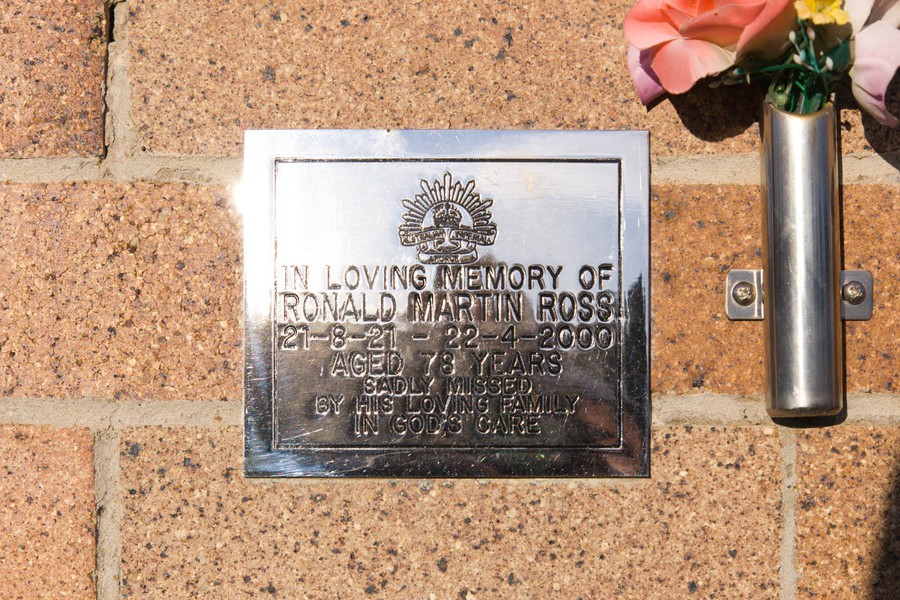 IN LOVING MEMORY OF
RONALD MARTIN ROSS
21-8-21 - 22-4-2000
AGED 78 YEARS
SADLY MISSED
BY HIS LOVING FAMILY
IN GOD'S CARE